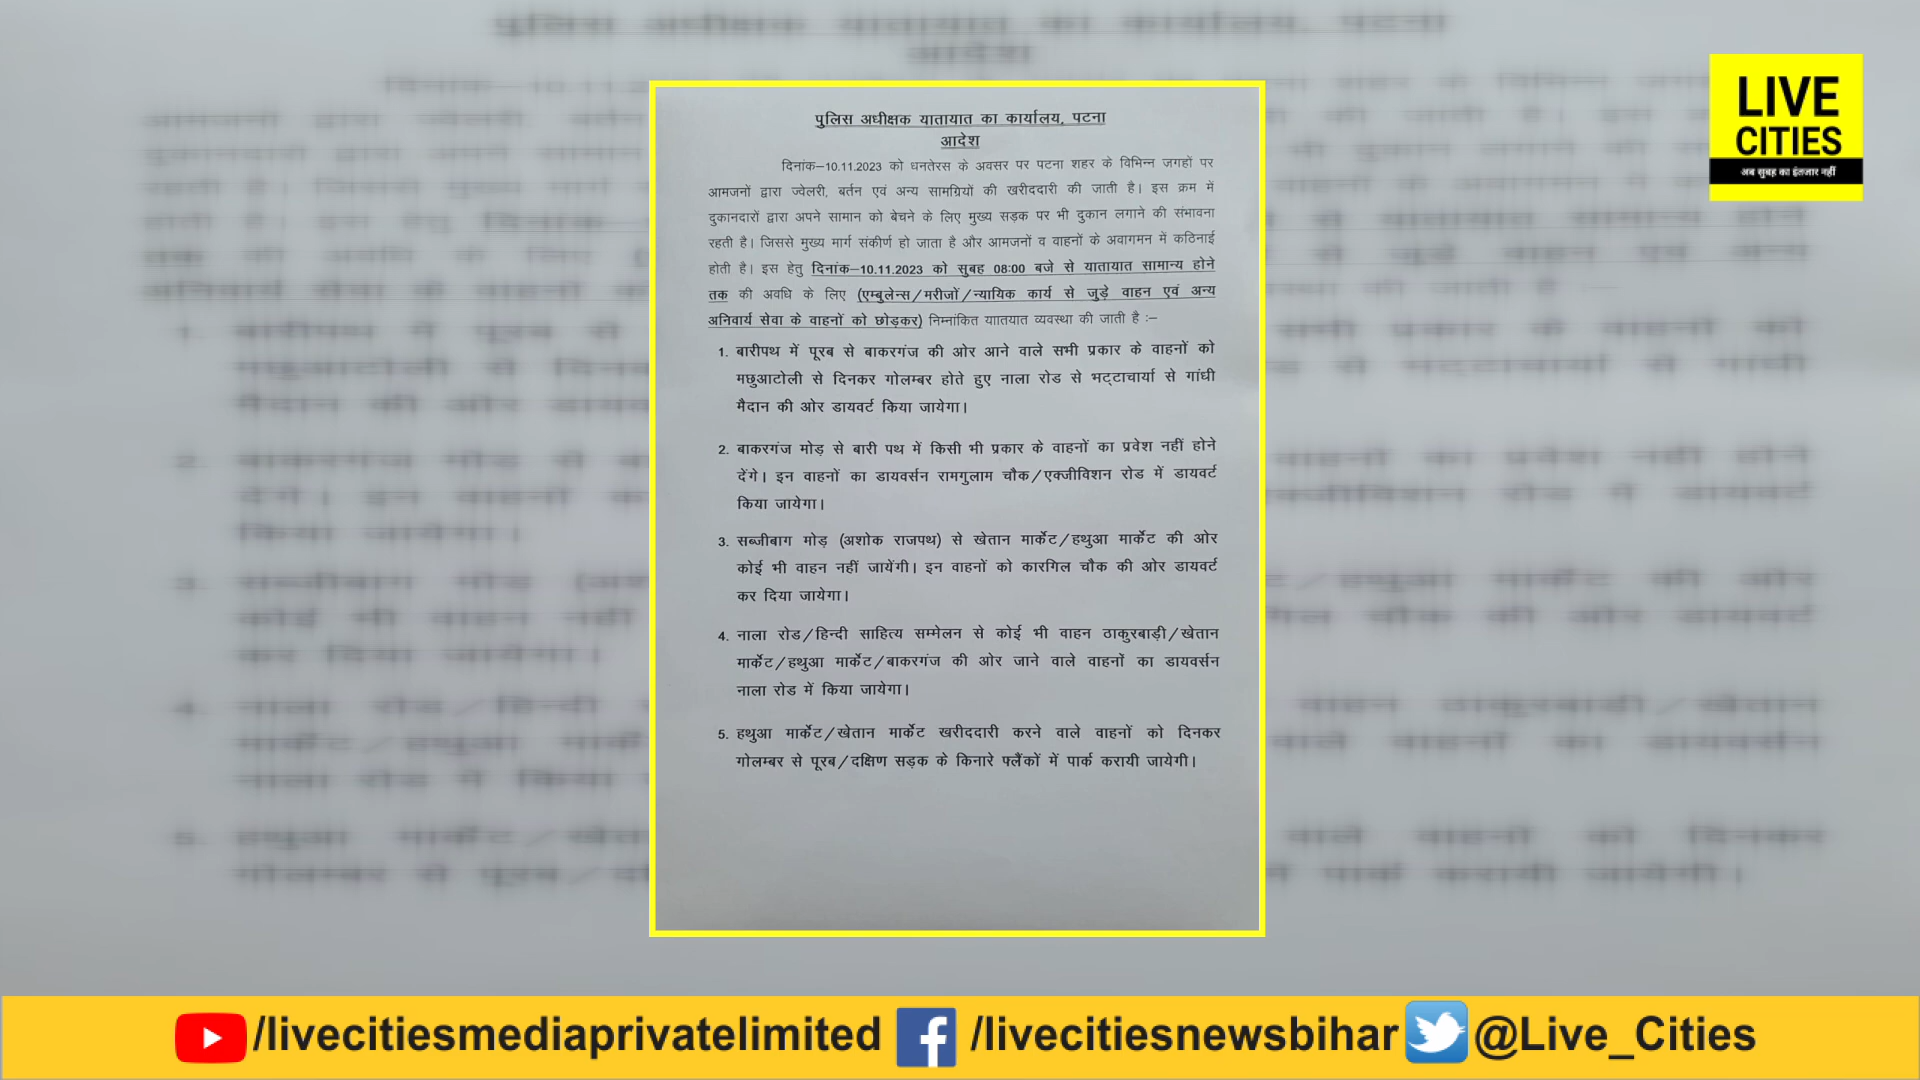 LIVE
CITIES
अब सुबह का इंतजार नहीं
पुलिस अधीक्षक यातायात का कार्यालय, पटना
आदेश
दिनांक–10.11.2023 को धनतेरस के अवसर पर पटना शहर के विभिन्न जगहों पर
आमजनों द्वारा ज्वेलरी, बर्तन एवं अन्य सामग्रियों की खरीददारी की जाती है। इस क्रम में
दुकानदारों द्वारा अपने सामान को बेचने के लिए मुख्य सड़क पर भी दुकान लगाने की संभावना
रहती है। जिससे मुख्य मार्ग संकीर्ण हो जाता है और आमजनों व वाहनों के अवागमन में कठिनाई
होती है। इस हेतु दिनांक–10.11.2023 को सुबह 08:00 बजे से यातायात सामान्य होने
तक की अवधि के लिए (एम्बुलेन्स/मरीजों/न्यायिक कार्य से जुड़े वाहन एवं अन्य
अनिवार्य सेवा के वाहनों को छोड़कर) निम्नांकित याातयात व्यवस्था की जाती है :–
1. बारीपथ में पूरब से बाकरगंज की ओर आने वाले सभी प्रकार के वाहनों को
मछुआटोली से दिनकर गोलम्बर होते हुए नाला रोड से भट्टाचार्या से गांधी
मैदान की ओर डायवर्ट किया जायेगा।
2. बाकरगंज मोड़ से बारी पथ में किसी भी प्रकार के वाहनों का प्रवेश नहीं होने
देंगे। इन वाहनों का डायवर्सन रामगुलाम चौक/एक्जीविशन रोड में डायवर्ट
किया जायेगा।
3. सब्जीबाग मोड़ (अशोक राजपथ) से खेतान मार्केट/हथुआ मार्केट की ओर
कोई भी वाहन नहीं जायेंगी। इन वाहनों को कारगिल चौक की ओर डायवर्ट
कर दिया जायेगा।
4. नाला रोड/हिन्दी साहित्य सम्मेलन से कोई भी वाहन ठाकुरबाड़ी/खेतान
मार्केट/हथुआ मार्केट/बाकरगंज की ओर जाने वाले वाहनों का डायवर्सन
नाला रोड में किया जायेगा।
5. हथुआ मार्केट/खेतान मार्केट खरीददारी करने वाले वाहनों को दिनकर
गोलम्बर से पूरब/दक्षिण सड़क के किनारे फ्लैंकों में पार्क करायी जायेगी।
/livecitiesmediaprivatelimited /livecitiesnewsbihar @Live_Cities